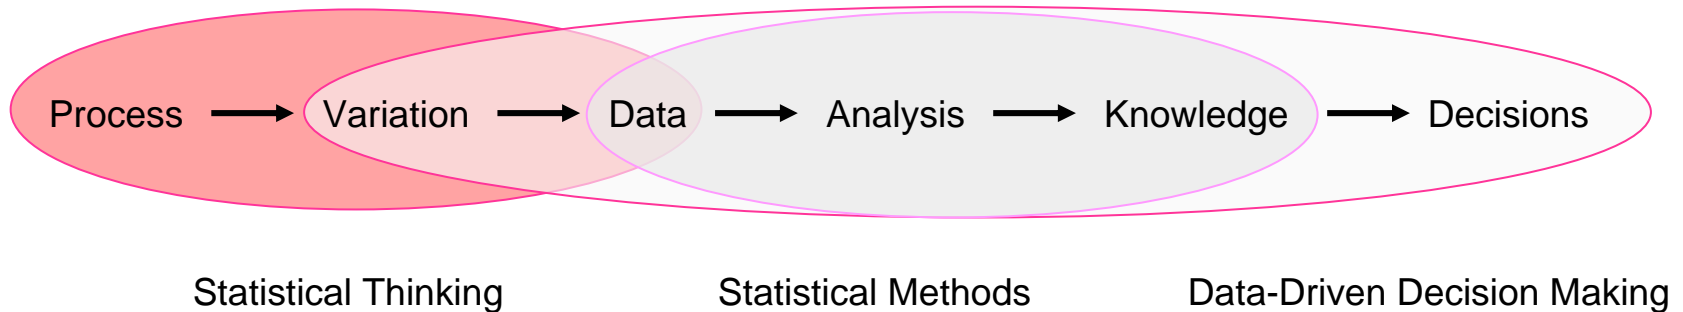 Process Variation Data Analysis Knowledge Decisions
Statistical Thinking Statistical Methods Data-Driven Decision Making